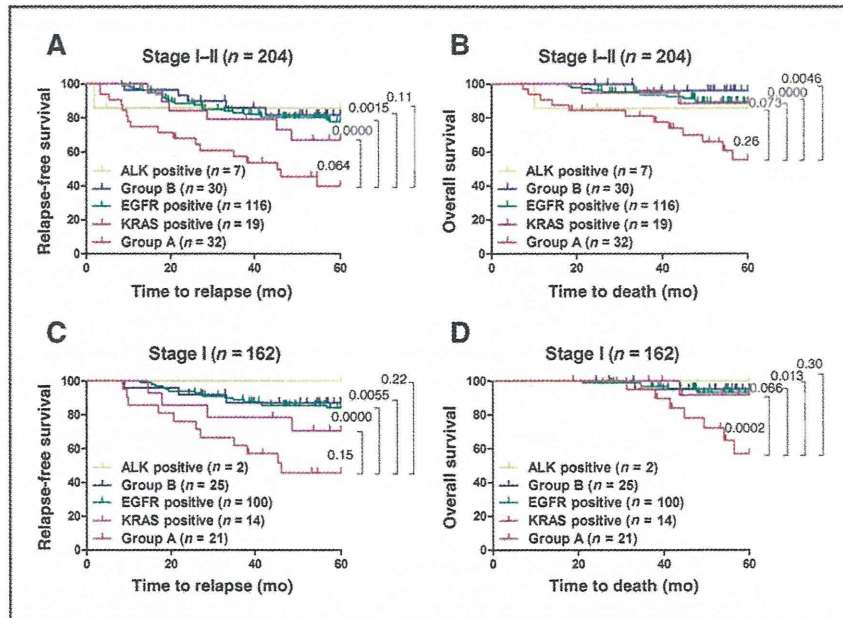 A
Stage I–II (n = 204)
Relapse-free survival
100
80
60
40
20
0
0.11
0.0015
0.0000
0.064
ALK positive (n = 7)
Group B (n = 30)
EGFR positive (n = 116)
KRAS positive (n = 19)
Group A (n = 32)
0 20 40 60
Time to relapse (mo)
B
Stage I–II (n = 204)
Overall survival
100
80
60
40
20
0
0.0046
0.0000
0.073
0.26
ALK positive (n = 7)
Group B (n = 30)
EGFR positive (n = 116)
KRAS positive (n = 19)
Group A (n = 32)
0 20 40 60
Time to death (mo)
C
Stage I (n = 162)
Relapse-free survival
100
80
60
40
20
0
0.22
0.0055
0.0000
0.15
ALK positive (n = 2)
Group B (n = 25)
EGFR positive (n = 100)
KRAS positive (n = 14)
Group A (n = 21)
0 20 40 60
Time to relapse (mo)
D
Stage I (n = 162)
Overall survival
100
80
60
40
20
0
0.30
0.013
0.066
0.0002
ALK positive (n = 2)
Group B (n = 25)
EGFR positive (n = 100)
KRAS positive (n = 14)
Group A (n = 21)
0 20 40 60
Time to death (mo)